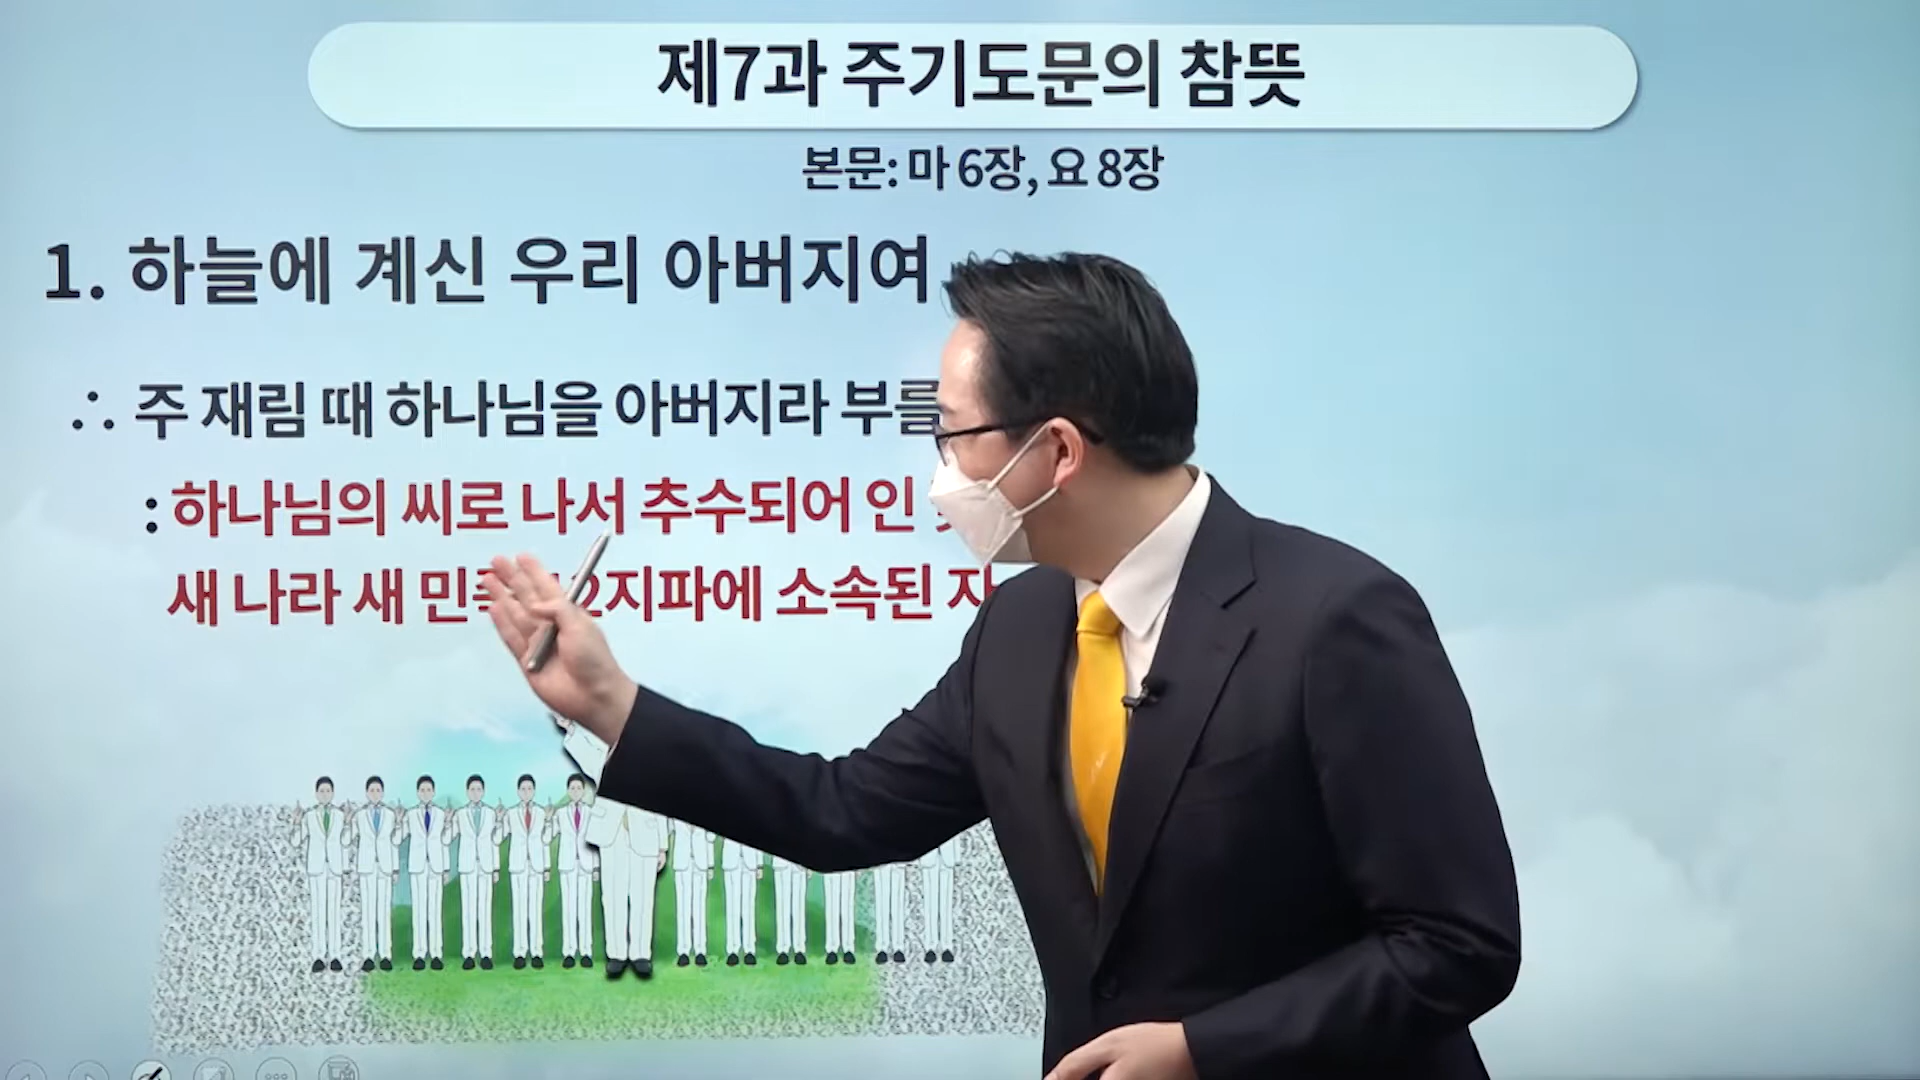 제7과 주기도문의 참뜻
본문: 마 6장, 요 8장
1. 하늘에 계신 우리 아버지여
∴ 주 재림 때 하나님을 아버지라
: 하나님의 씨로 나서 추수되어 인
새 나라 새 12지파에 소속된